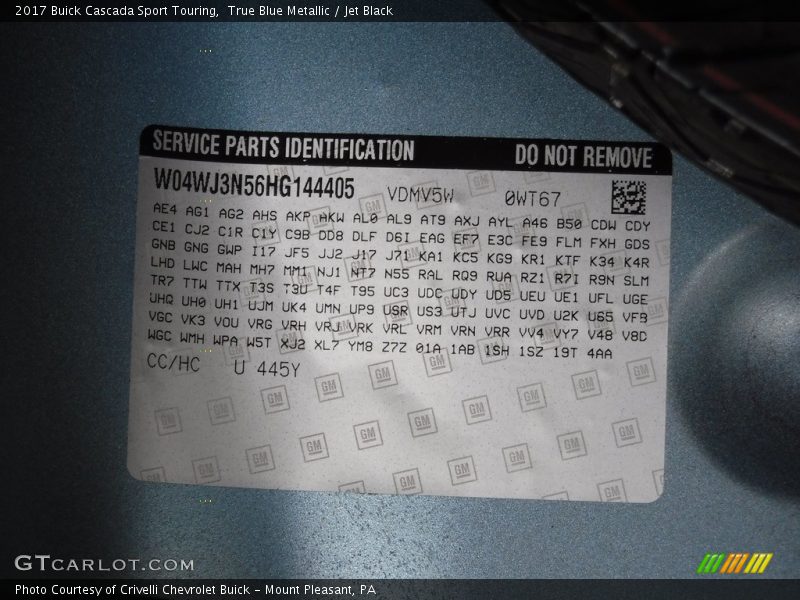 2017 Buick Cascada Sport Touring,  True Blue Metallic / Jet Black
SERVICE PARTS IDENTIFICATION DO NOT REMOVE
W04WJ3N56HG144405 VDMV5W 0WT67
AE4 AG1 AG2 AHS AKP AKW AL0 AL9 AT9 AXJ AYL A46 B50 CDW CDY
CE1 CJ2 C1R C1Y C9B DD8 DLF D6I EAG EF7 E3C FE9 FLM FXH GDS
GNB GNG GWP I17 JF5 JJ2 J17 J71 KA1 KC5 KG9 KR1 KTF K34 K4R
LHD LWC MAH MH7 MM1 NJ1 NT7 N55 RAL RQ9 RUA RZ1 R7I R9N SLM
TR7 TTW TTX T3S T3U T4F T95 UC3 UDC UDY UD5 UEU UE1 UFL UGE
UHQ UH0 UH1 UJM UK4 UMN UP9 USR US3 UTJ UVC UVD U2K U65 VFB
VGC VK3 VOU VRG VRH VRJ VRK VRL VRM VRN VRR VV4 VY7 V4B V8D
WGC WMH WPA W5T XJ2 XL7 YM8 Z7Z 01A 1AB 1SH 1SZ 19T 4AA
CC/HC U 445Y
GTCARLOT.COM
Photo Courtesy of Crivelli Chevrolet Buick – Mount Pleasant, PA